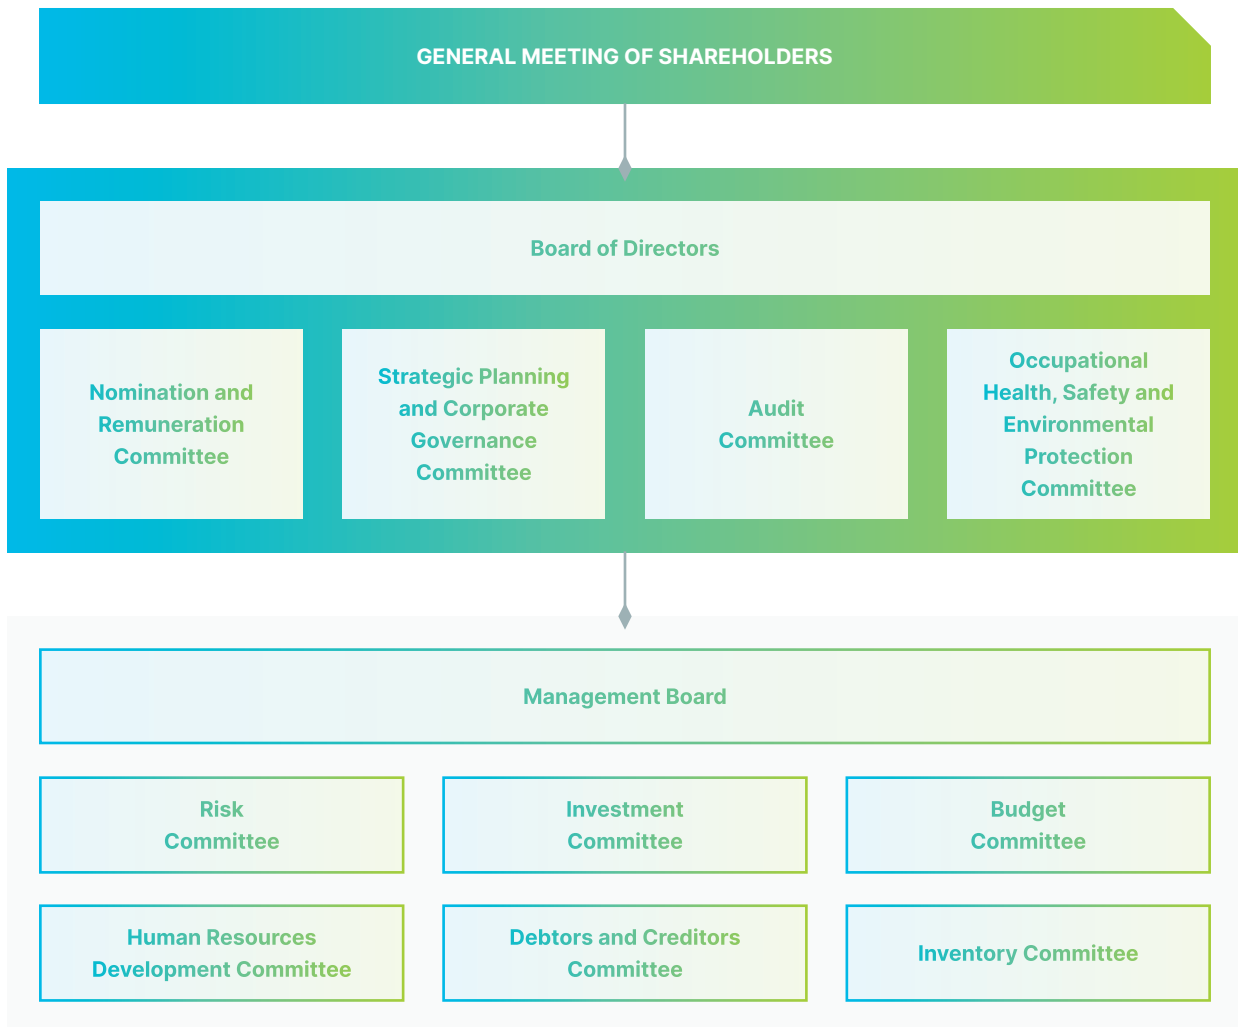 GENERAL MEETING OF SHAREHOLDERS
Board of Directors
Nomination and
Remuneration
Committee
Strategic Planning
and Corporate
Governance
Committee
Audit
Committee
Occupational
Health, Safety and
Environmental
Protection
Committee
Management Board
Risk
Committee
Investment
Committee
Budget
Committee
Human Resources
Development Committee
Debtors and Creditors
Committee
Inventory Committee